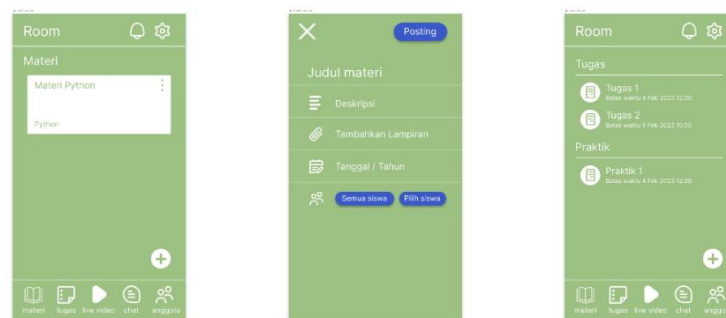 Room
Materi
Materi Python
Python
materi tugas live video chat anggota
Posting
Judul materi
Deskripsi
Tambahkan Lampiran
Tanggal / Tahun
Semua siswa Pilih siswa
Room
Tugas
Tugas 1
Batas waktu 4 Feb 2023 12.00
Tugas 2
Batas waktu 5 Feb 2023 10.00
Praktik
Praktik 1
Batas waktu 4 Feb 2023 12.00
materi tugas live video chat anggota